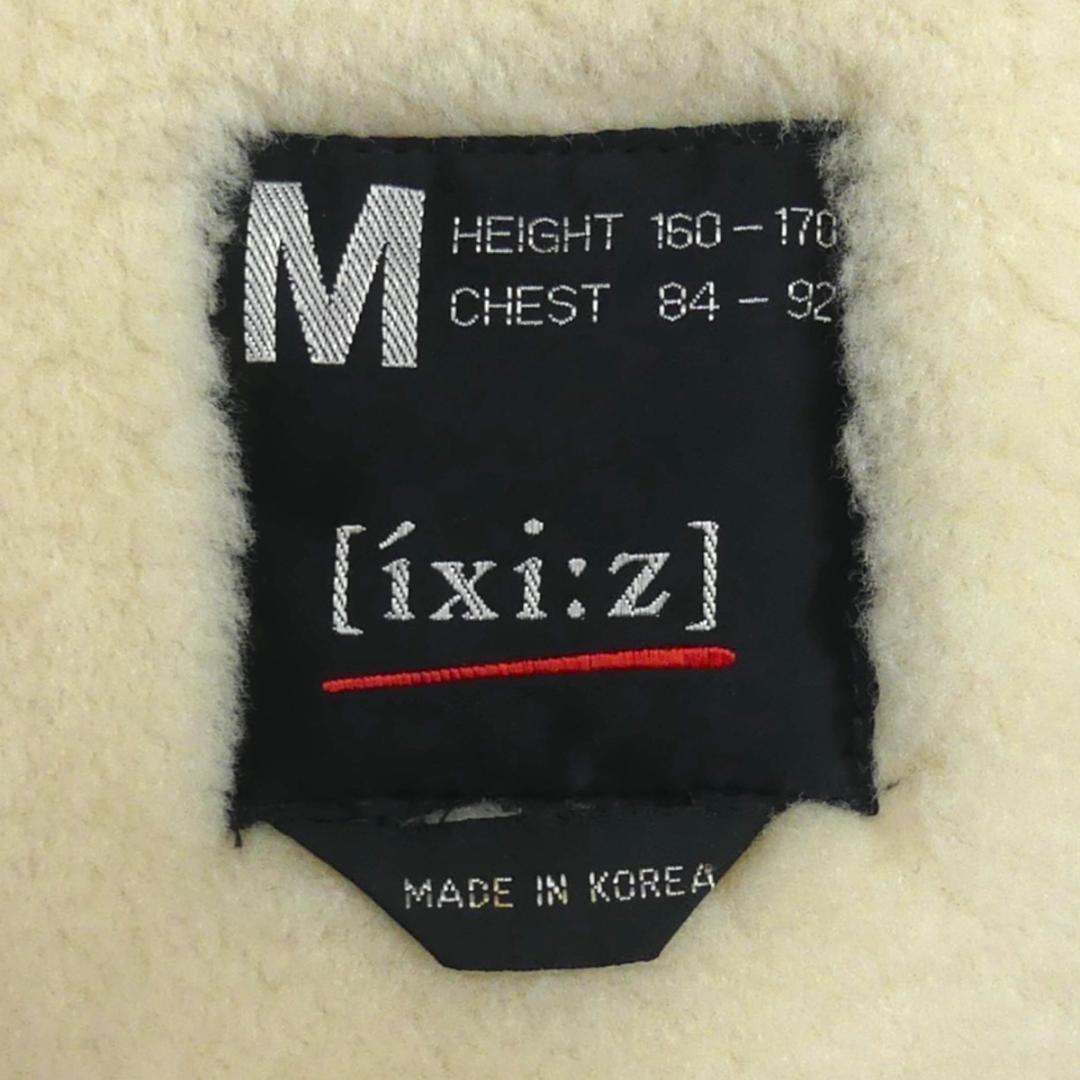 M
HEIGHT 160 – 170
CHEST 84 – 92
[íxi:z]
MADE IN KOREA